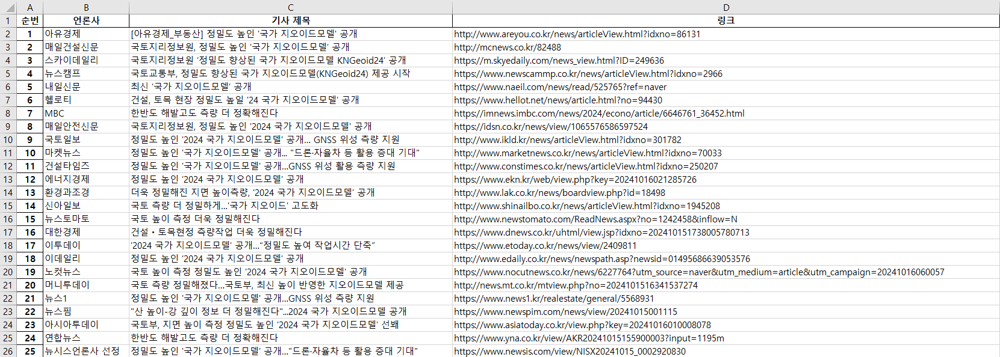 A B C D
1 순번 언론사 기사 제목 링크
2 1 아유경제 [아유경제_부동산] 정밀도 높인 '국가 지오이드모델' 공개 http://www.areyou.co.kr/news/articleView.html?idxno=86131
3 2 매일건설신문 국토지리정보원, 정밀도 높인 ‘국가 지오이드모델’ 공개 http://mcnews.co.kr/82488
4 3 스카이데일리 국토지리정보원 ‘정밀도 향상된 국가 지오이드모델 KNGeoid24’ 공개 https://m.skyedaily.com/news_view.html?ID=249636
5 4 뉴스캠프 국토교통부, 정밀도 향상된 국가 지오이드모델(KNGeoid24) 제공 시작 https://www.newscammp.co.kr/news/articleView.html?idxno=2966
6 5 내일신문 최신 ‘국가 지오이드모델’ 공개 https://www.naeil.com/news/read/525765?ref=naver
7 6 헬로티 건설, 토목 현장 정밀도 높일 '24 국가 지오이드모델’ 공개 https://www.hellot.net/news/article.html?no=94430
8 7 MBC 한반도 해발고도 측량 더 정확해진다 https://imnews.imbc.com/news/2024/econo/article/6646761_36452.html
9 8 매일안전신문 국토지리정보원, 정밀도 높인 '2024 국가 지오이드모델' 공개 https://idsn.co.kr/news/view/1065576586597524
10 9 국토일보 정밀도 높인 '2024 국가 지오이드모델' 공개... GNSS 위성 측량 지원 http://www.ikld.kr/news/articleView.html?idxno=301782
11 10 마켓뉴스 정밀도 높인 '국가 지오이드모델' 공개... "드론·자율차 등 활용 증대 기대" http://www.marketnews.co.kr/news/articleView.html?idxno=70033
12 11 건설타임즈 정밀도 높인 '국가 지오이드모델' 공개...GNSS 위성 활용 측량 지원 http://www.constimes.co.kr/news/articleView.html?idxno=250207
13 12 에너지경제 정밀도 높인 ‘2024 국가 지오이드모델’ 공개 https://www.ekn.kr/web/view.php?key=20241016021285726
14 13 환경과조경 더욱 정밀해진 지면 높이측량, ‘2024 국가 지오이드모델’ 공개 http://www.lak.co.kr/news/boardview.php?id=18498
15 14 신아일보 국토 측량 더 정밀하게…'국가 지오이드' 고도화 http://www.shinailbo.co.kr/news/articleView.html?idxno=1945208
16 15 뉴스토마토 국토 높이 측정 더욱 정밀해진다 http://www.newstomato.com/ReadNews.aspx?no=1242458&inflow=N
17 16 대한경제 건설・토목현정 측량작업 더욱 정밀해진다 https://www.dnews.co.kr/uhtml/view.jsp?idxno=202410151738005780713
18 17 이투데이 ‘2024 국가 지오이드모델’ 공개…“정밀도 높여 작업시간 단축” https://www.etoday.co.kr/news/view/2409811
19 18 이데일리 정밀도 높인 ‘2024 국가 지오이드모델’ 공개 http://www.edaily.co.kr/news/newspath.asp?newsid=01495686639053576
20 19 노컷뉴스 국토 높이 측정 정밀도 높인 '2024 국가 지오이드모델' 공개 https://www.nocutnews.co.kr/news/6227764?utm_source=naver&utm_medium=article&utm_campaign=20241016060057
21 20 머니투데이 국토 측량 정밀해졌다…국토부, 최신 높이 반영한 지오이드모델 제공 http://news.mt.co.kr/mtview.php?no=2024101516341537274
22 21 뉴스1 정밀도 높인 '국가 지오이드모델' 공개…GNSS 위성 측량 지원 https://www.news1.kr/realestate/general/5568931
23 22 뉴스핌 "산 높이-강 깊이 정보 더 정밀해진다"...2024 국가 지오이드모델 공개 https://www.newspim.com/news/view/20241015001115
24 23 아시아투데이 국토부, 지면 높이 측정 정밀도 높인 ‘2024 국가 지오이드모델’ 선봬 https://www.asiatoday.co.kr/view.php?key=20241016010008078
25 24 연합뉴스 한반도 해발고도 측량 더 정확해진다 https://www.yna.co.kr/view/AKR20241015155900003?input=1195m
26 25 뉴시스언론사 선정 정밀도 높인 '국가 지오이드모델' 공개…"드론·자율차 등 활용 증대 기대" https://www.newsis.com/view/NISX20241015_0002920830